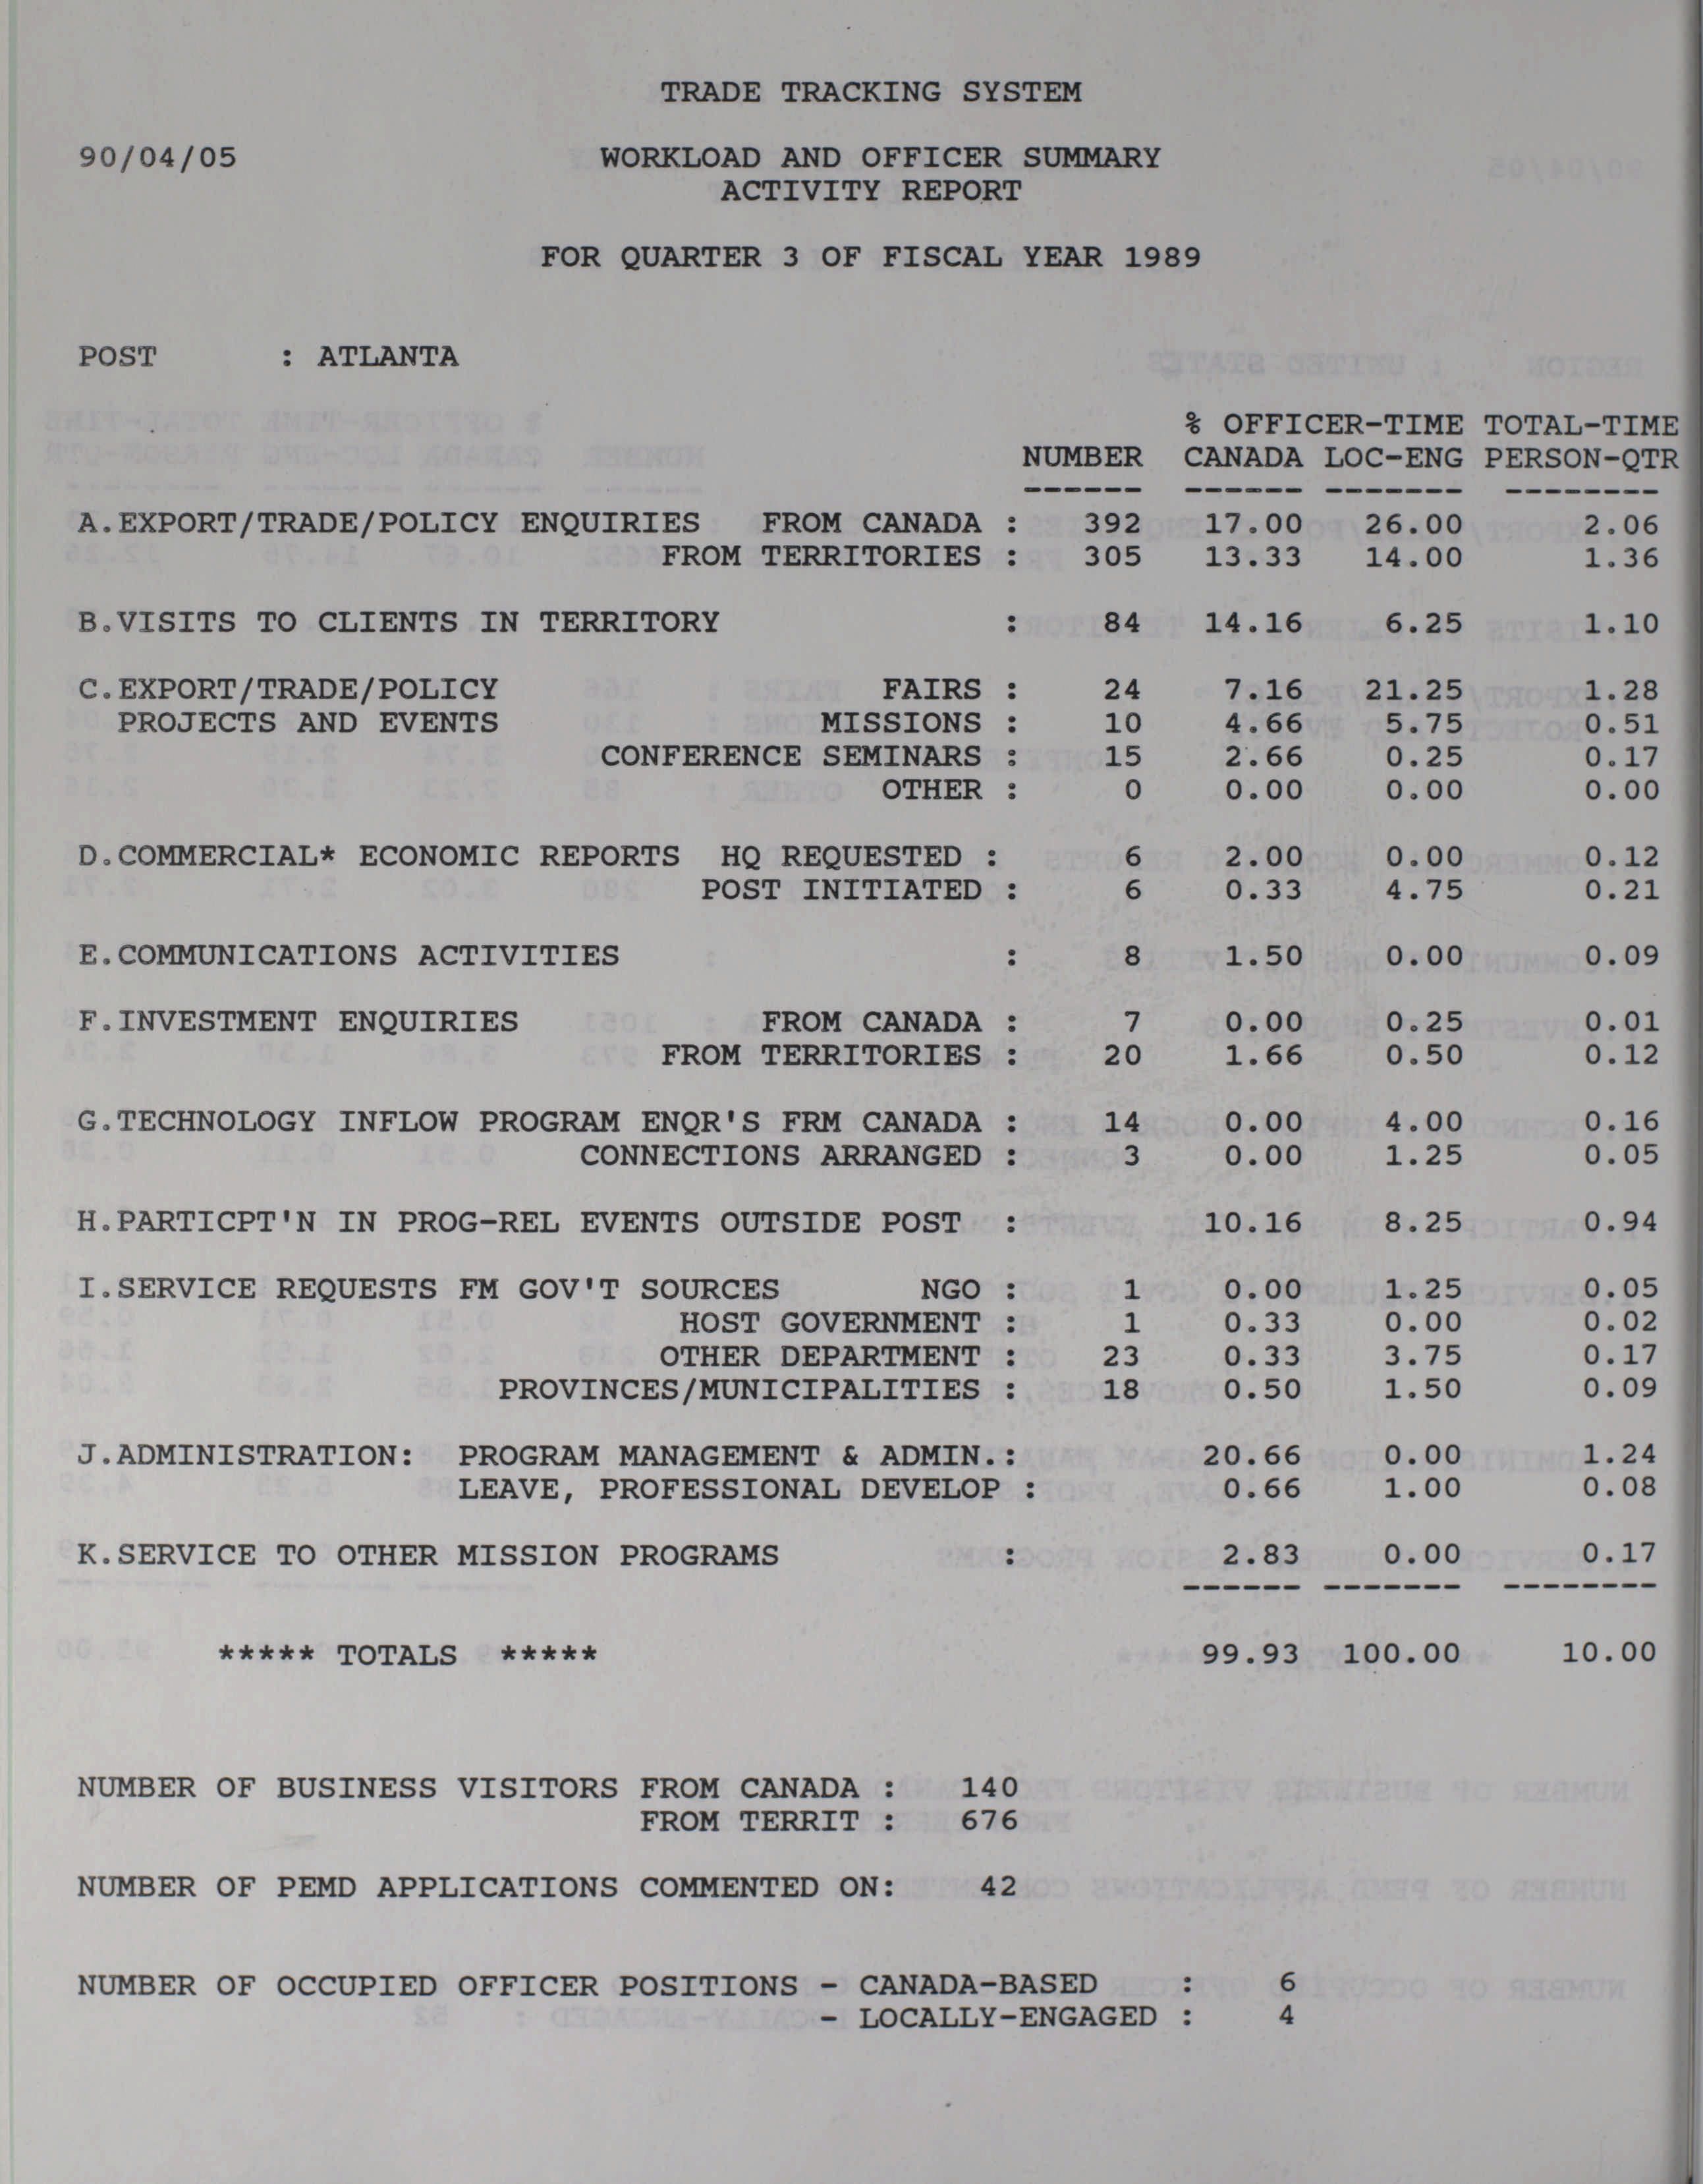 TRADE TRACKING SYSTEM
90/04/05 WORKLOAD AND OFFICER SUMMARY
ACTIVITY REPORT
FOR QUARTER 3 OF FISCAL YEAR 1989
POST : ATLANTA
% OFFICER-TIME TOTAL-TIME
NUMBER CANADA LOC-ENG PERSON-QTR
------ ------ ------- --------
A.EXPORT/TRADE/POLICY ENQUIRIES FROM CANADA : 392 17.00 26.00 2.06
FROM TERRITORIES : 305 13.33 14.00 1.36
B.VISITS TO CLIENTS IN TERRITORY : 84 14.16 6.25 1.10
C.EXPORT/TRADE/POLICY FAIRS : 24 7.16 21.25 1.28
PROJECTS AND EVENTS MISSIONS : 10 4.66 5.75 0.51
CONFERENCE SEMINARS : 15 2.66 0.25 0.17
OTHER : 0 0.00 0.00 0.00
D.COMMERCIAL* ECONOMIC REPORTS HQ REQUESTED : 6 2.00 0.00 0.12
POST INITIATED : 6 0.33 4.75 0.21
E.COMMUNICATIONS ACTIVITIES : 8 1.50 0.00 0.09
F.INVESTMENT ENQUIRIES FROM CANADA : 7 0.00 0.25 0.01
FROM TERRITORIES : 20 1.66 0.50 0.12
G.TECHNOLOGY INFLOW PROGRAM ENQR'S FRM CANADA : 14 0.00 4.00 0.16
CONNECTIONS ARRANGED : 3 0.00 1.25 0.05
H.PARTICPT'N IN PROG-REL EVENTS OUTSIDE POST : 10.16 8.25 0.94
I.SERVICE REQUESTS FM GOV'T SOURCES NGO : 1 0.00 1.25 0.05
HOST GOVERNMENT : 1 0.33 0.00 0.02
OTHER DEPARTMENT : 23 0.33 3.75 0.17
PROVINCES/MUNICIPALITIES : 18 0.50 1.50 0.09
J.ADMINISTRATION: PROGRAM MANAGEMENT & ADMIN.: 20.66 0.00 1.24
LEAVE, PROFESSIONAL DEVELOP : 0.66 1.00 0.08
K.SERVICE TO OTHER MISSION PROGRAMS : 2.83 0.00 0.17
------ ------- --------
***** TOTALS ***** 99.93 100.00 10.00
NUMBER OF BUSINESS VISITORS FROM CANADA : 140
FROM TERRIT : 676
NUMBER OF PEMD APPLICATIONS COMMENTED ON: 42
NUMBER OF OCCUPIED OFFICER POSITIONS - CANADA-BASED : 6
- LOCALLY-ENGAGED : 4